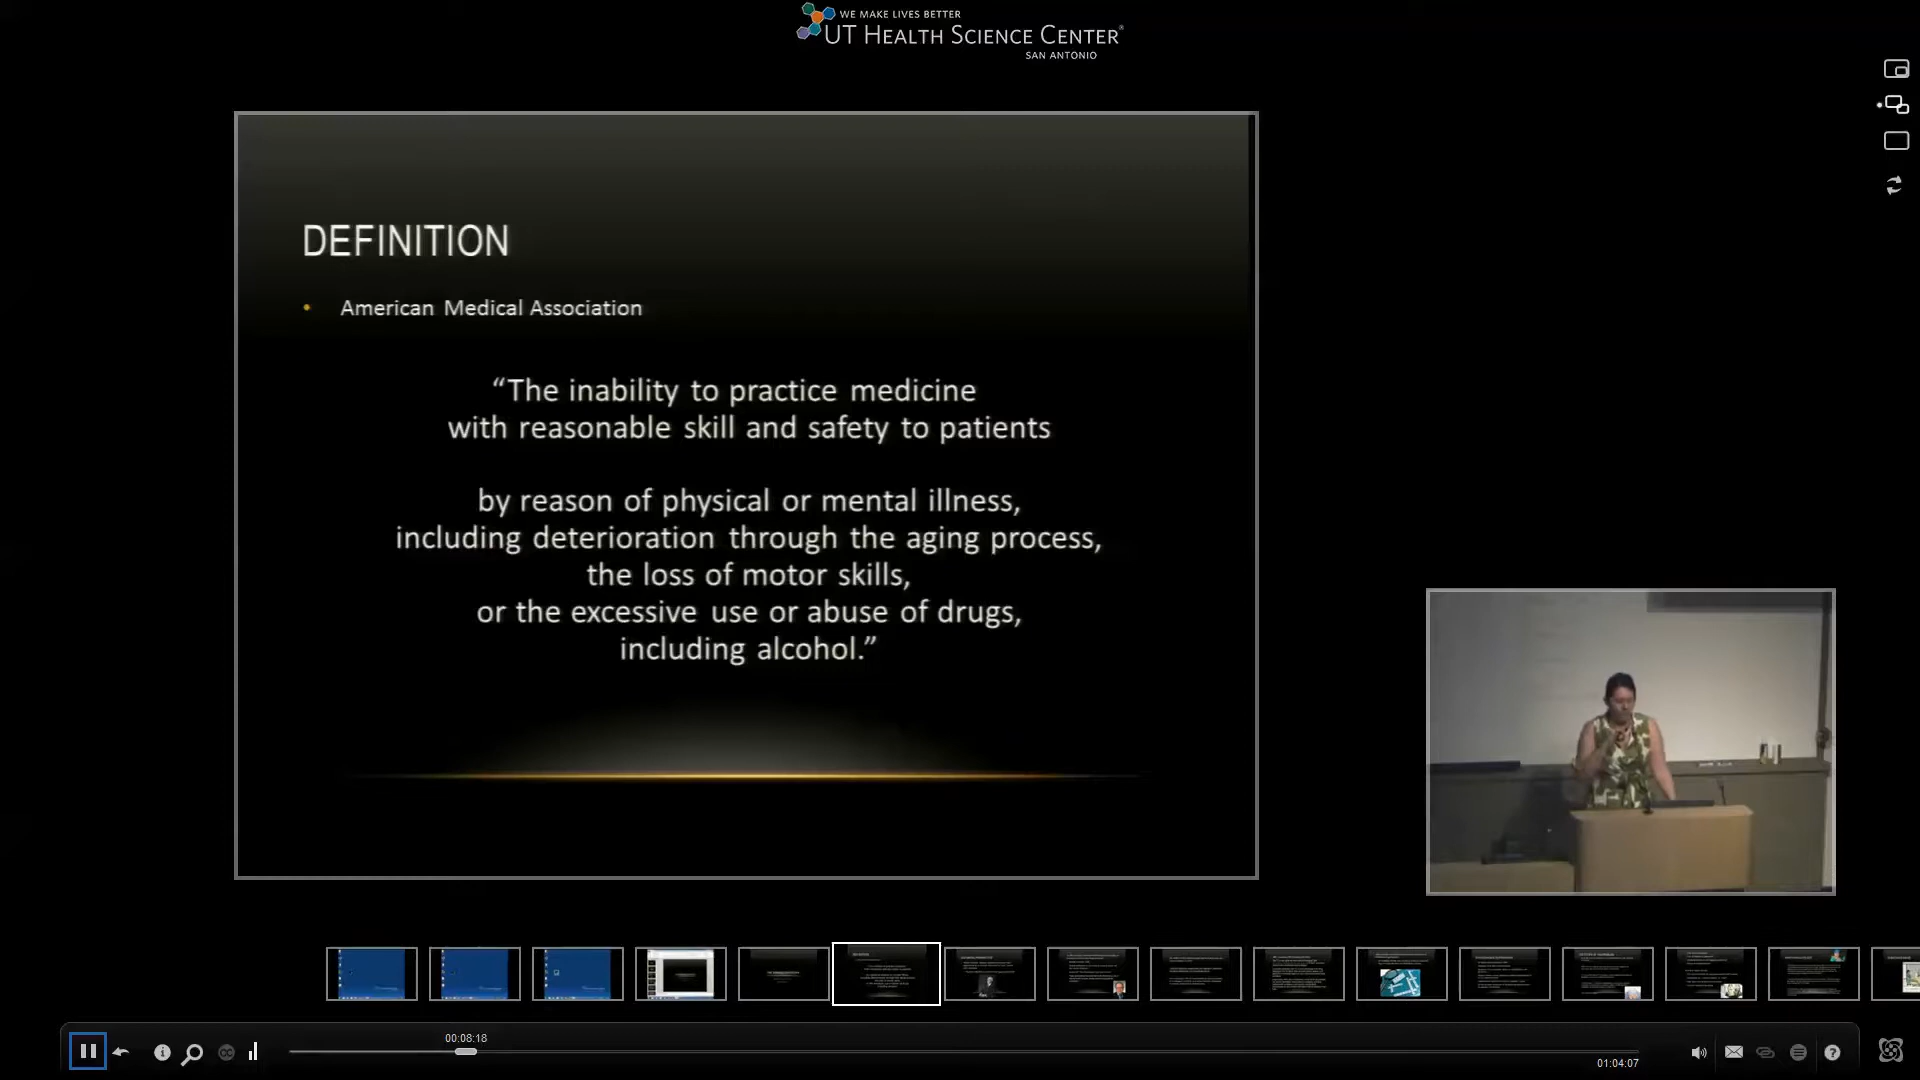 WE MAKE LIVES BETTER
UT HEALTH SCIENCE CENTER®
SAN ANTONIO
DEFINITION
• American Medical Association
“The inability to practice medicine
with reasonable skill and safety to patients
by reason of physical or mental illness,
including deterioration through the aging process,
the loss of motor skills,
or the excessive use or abuse of drugs,
including alcohol.”
00:08:18
01:04:07